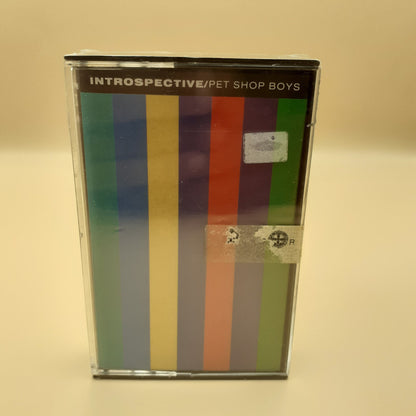 INTROSPECTIVE/PET SHOP BOYS
R